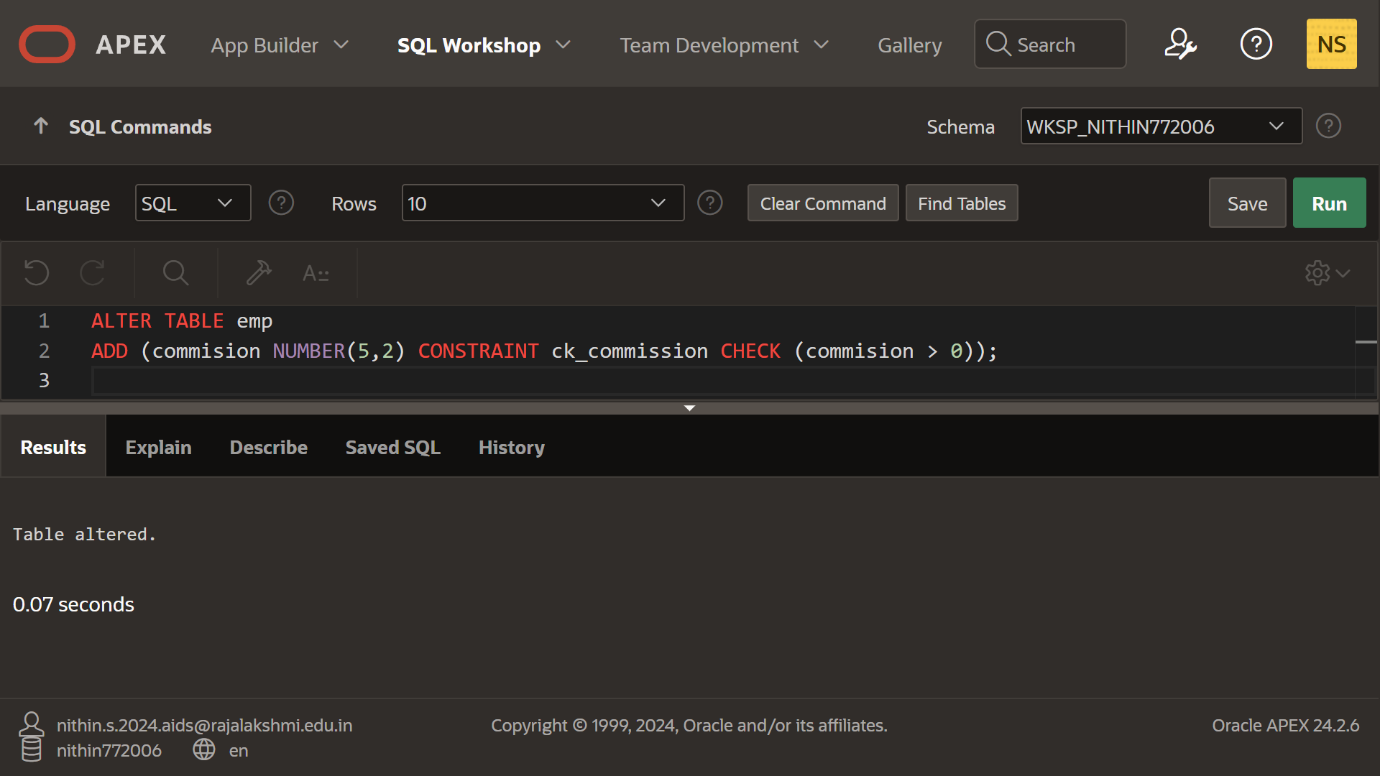 APEX App Builder SQL Workshop Team Development Gallery Search NS
SQL Commands Schema WKSP_NITHIN772006 ?
Language SQL ? Rows 10 ? Clear Command Find Tables Save Run
A::
1 ALTER TABLE emp
2 ADD (commision NUMBER(5,2) CONSTRAINT ck_commission CHECK (commision > 0));
3
Results Explain Describe Saved SQL History
Table altered.
0.07 seconds
nithin.s.2024.aids@rajalakshmi.edu.in Copyright © 1999, 2024, Oracle and/or its affiliates. Oracle APEX 24.2.6
nithin772006 en